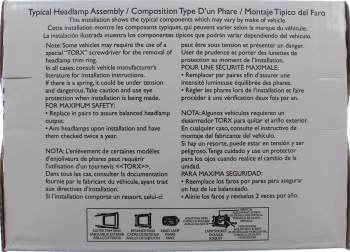 Typical Headlamp Assembly / Composition Type D'un Phare / Montaje Tipico del Faro
This installation shows the typical components which may vary by make of vehicle.
Cette installation montre les composants typiques, qui peuvent varier selon la marque du véhicule.
La instalación ilustrada muestra los componentes típicos que podrán variar dependiendo del vehículo.
Note: Some vehicles may require the use of a
special "TORX" screwdriver for the removal of
headlamp trim ring.
In all cases, consult vehicle manufacturer's
literature for installation instructions.
If there is a spring, it could be under tension
and dangerous. Take caution and use eye
protection when installation is being made.
FOR MAXIMUM SAFETY:
• Replace in pairs to assure balanced headlamp
output.
• Aim headlamps upon installation and have
them checked twice a year.
NOTA: L'enlèvement de certaines modèles
d'enjoliveurs de phares peut requérir
l'utilisation d'un tournevis <<TORX>>.
Dans tous les cas, consulter la documentation
fournie par le fabricant du véhicule, ayant trait
aux directives d'installation.
Si l'installation comporte un ressort, celui-ci
peut être sous tension et présenter un danger.
User de prudence et porter des lunettes de
protection au moment de l'installation.
POUR UNE SÉCURITÉ MAXIMALE:
• Remplacer par paires afin d'assurer une
intensité lumineuse équilibrée des phares.
• Régler les phares lors d'installation et faire
procéder à une vérification deux fois par an.
NOTA: Algunos vehículos requieren un
desarmador TORX para quitar el arillo exterior.
En cualquier caso, consulte el instructivo de
montaje del fabricante del vehículo.
Si hay un resorte, puede estar en tensión y ser
peligroso. Tenga cuidado y use un protector
para los ojos cuando realice el cambio de la
unidad.
PARA MAXIMA SEGURIDAD:
• Reemplace los faros por pares para asegurar
un haz de luz balanceado.
• Alinie los faros y revíselos 2 veces por año.
OUTER TRIM RING
RETAINER RING
HEADLAMP
PHARE
FARO